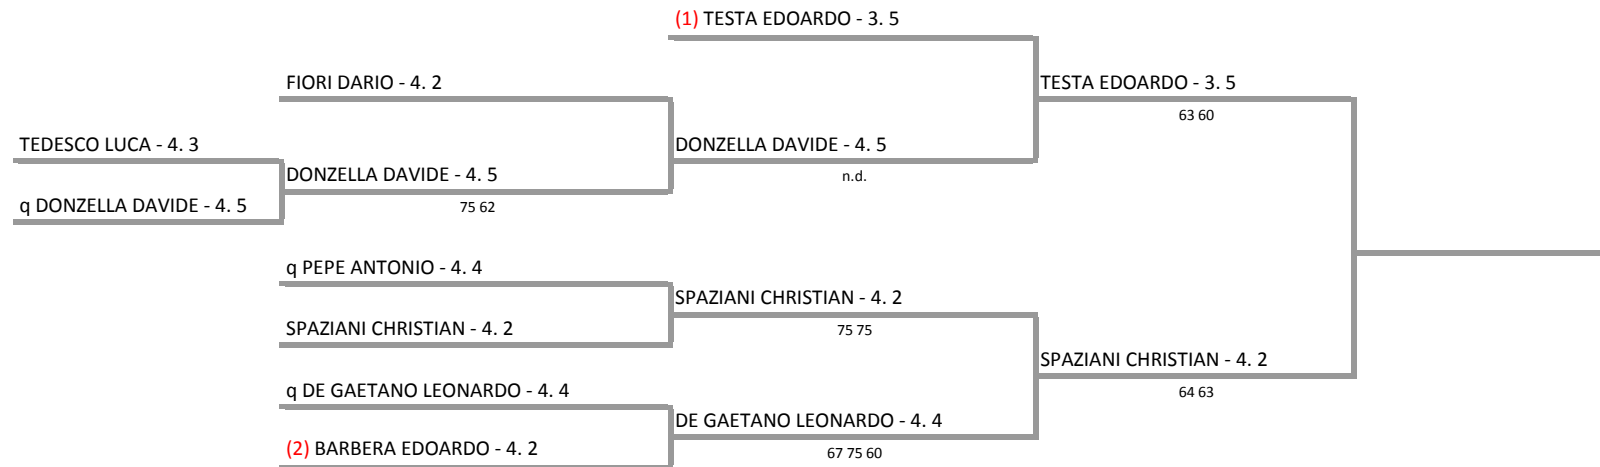 (1) TESTA EDOARDO - 3. 5
FIORI DARIO - 4. 2
TESTA EDOARDO - 3. 5
63 60
TEDESCO LUCA - 4. 3
DONZELLA DAVIDE - 4. 5
n.d.
DONZELLA DAVIDE - 4. 5
75 62
q DONZELLA DAVIDE - 4. 5
q PEPE ANTONIO - 4. 4
SPAZIANI CHRISTIAN - 4. 2
75 75
SPAZIANI CHRISTIAN - 4. 2
SPAZIANI CHRISTIAN - 4. 2
64 63
q DE GAETANO LEONARDO - 4. 4
DE GAETANO LEONARDO - 4. 4
67 75 60
(2) BARBERA EDOARDO - 4. 2